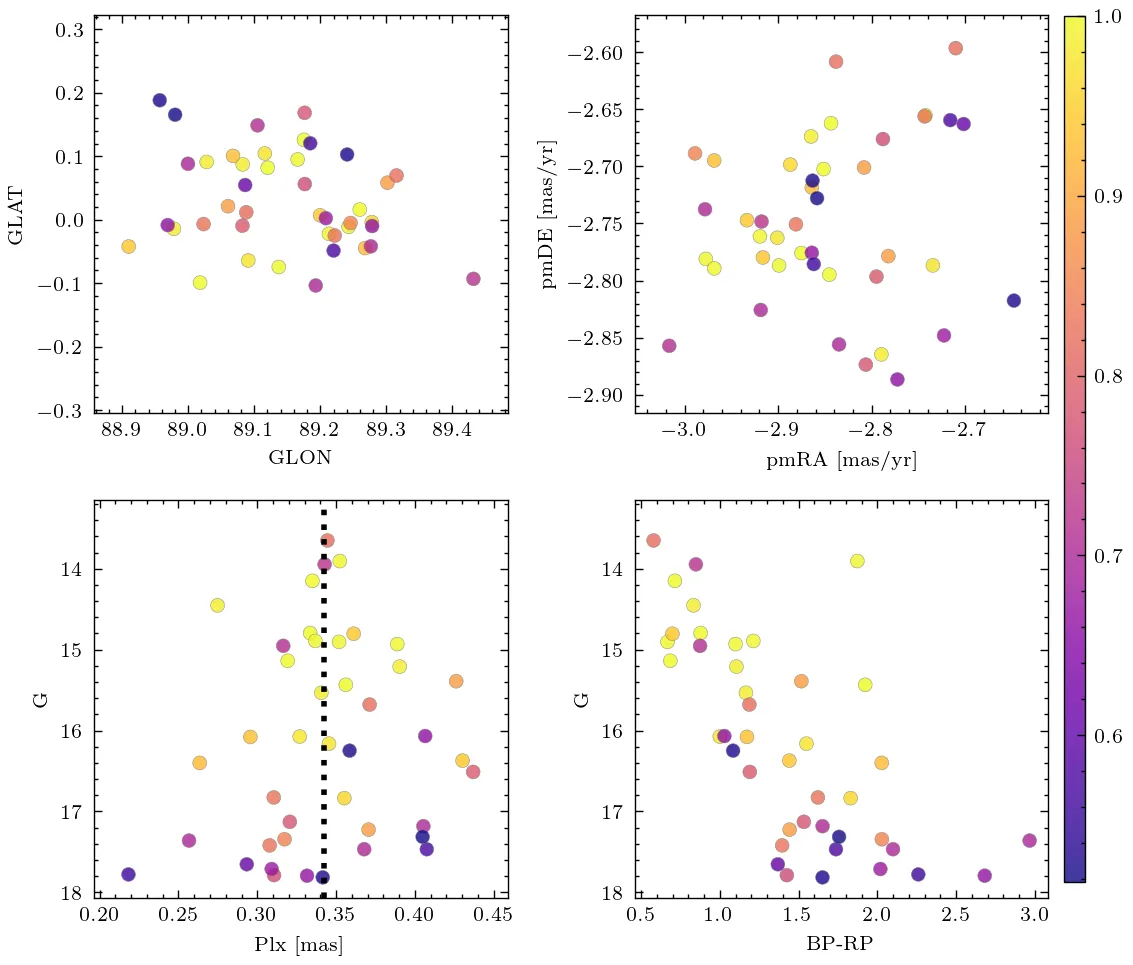 0.3
0.2
0.1
0.0
−0.1
−0.2
−0.3
GLAT
88.9 89.0 89.1 89.2 89.3 89.4
GLON
−2.60
−2.65
−2.70
−2.75
−2.80
−2.85
−2.90
pmDE [mas/yr]
−3.0 −2.9 −2.8 −2.7
pmRA [mas/yr]
1.0
0.9
0.8
0.7
0.6
14
15
16
17
18
G
0.20 0.25 0.30 0.35 0.40 0.45
Plx [mas]
14
15
16
17
18
G
0.5 1.0 1.5 2.0 2.5 3.0
BP-RP